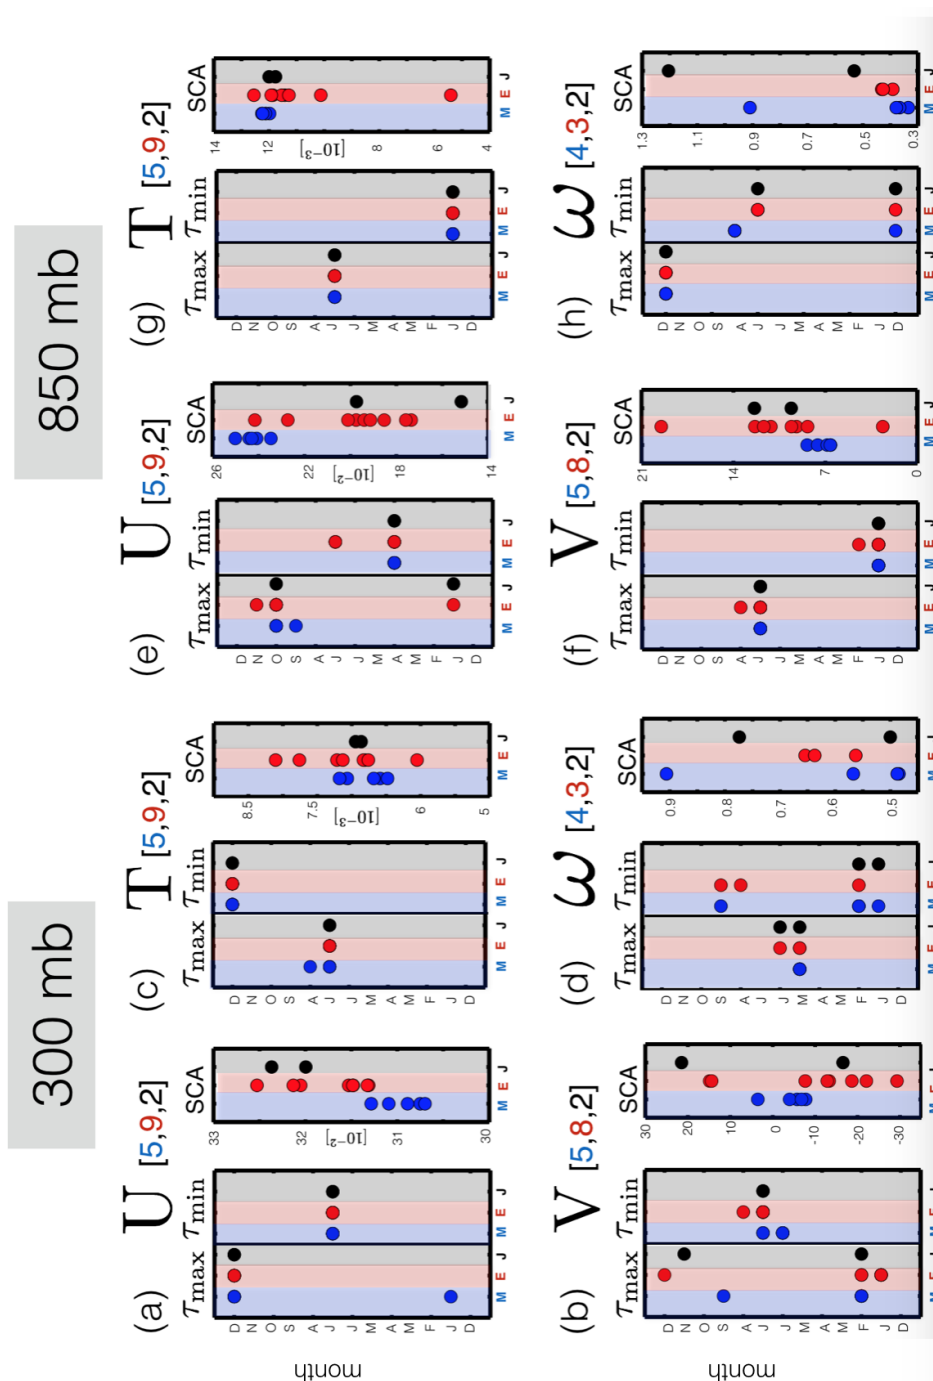 300 mb
850 mb
(a) U [5,9,2]
τmax τmin SCA
month
D N O S A J J M A M F J D
33 32 [10⁻²] 31 30
M E J M E J M E J
(c) T [5,9,2]
τmax τmin SCA
D N O S A J J M A M F J D
8.5 7.5 [10⁻³] 6 5
M E J M E J M E J
(e) U [5,9,2]
τmax τmin SCA
D N O S A J J M A M F J D
26 22 [10⁻²] 18 14
M E J M E J M E J
(g) T [5,9,2]
τmax τmin SCA
D N O S A J J M A M F J D
14 12 [10⁻³] 8 6 4
M E J M E J M E J
(b) V [5,8,2]
τmax τmin SCA
month
D N O S A J J M A M F J D
30 20 10 0 -10 -20 -30
M E J M E J M E J
(d) ω [4,3,2]
τmax τmin SCA
D N O S A J J M A M F J D
0.9 0.8 0.7 0.6 0.5
M E J M E J M E J
(f) V [5,8,2]
τmax τmin SCA
D N O S A J J M A M F J D
21 14 7 0
M E J M E J M E J
(h) ω [4,3,2]
τmax τmin SCA
D N O S A J J M A M F J D
1.3 1.1 0.9 0.7 0.5 0.3
M E J M E J M E J